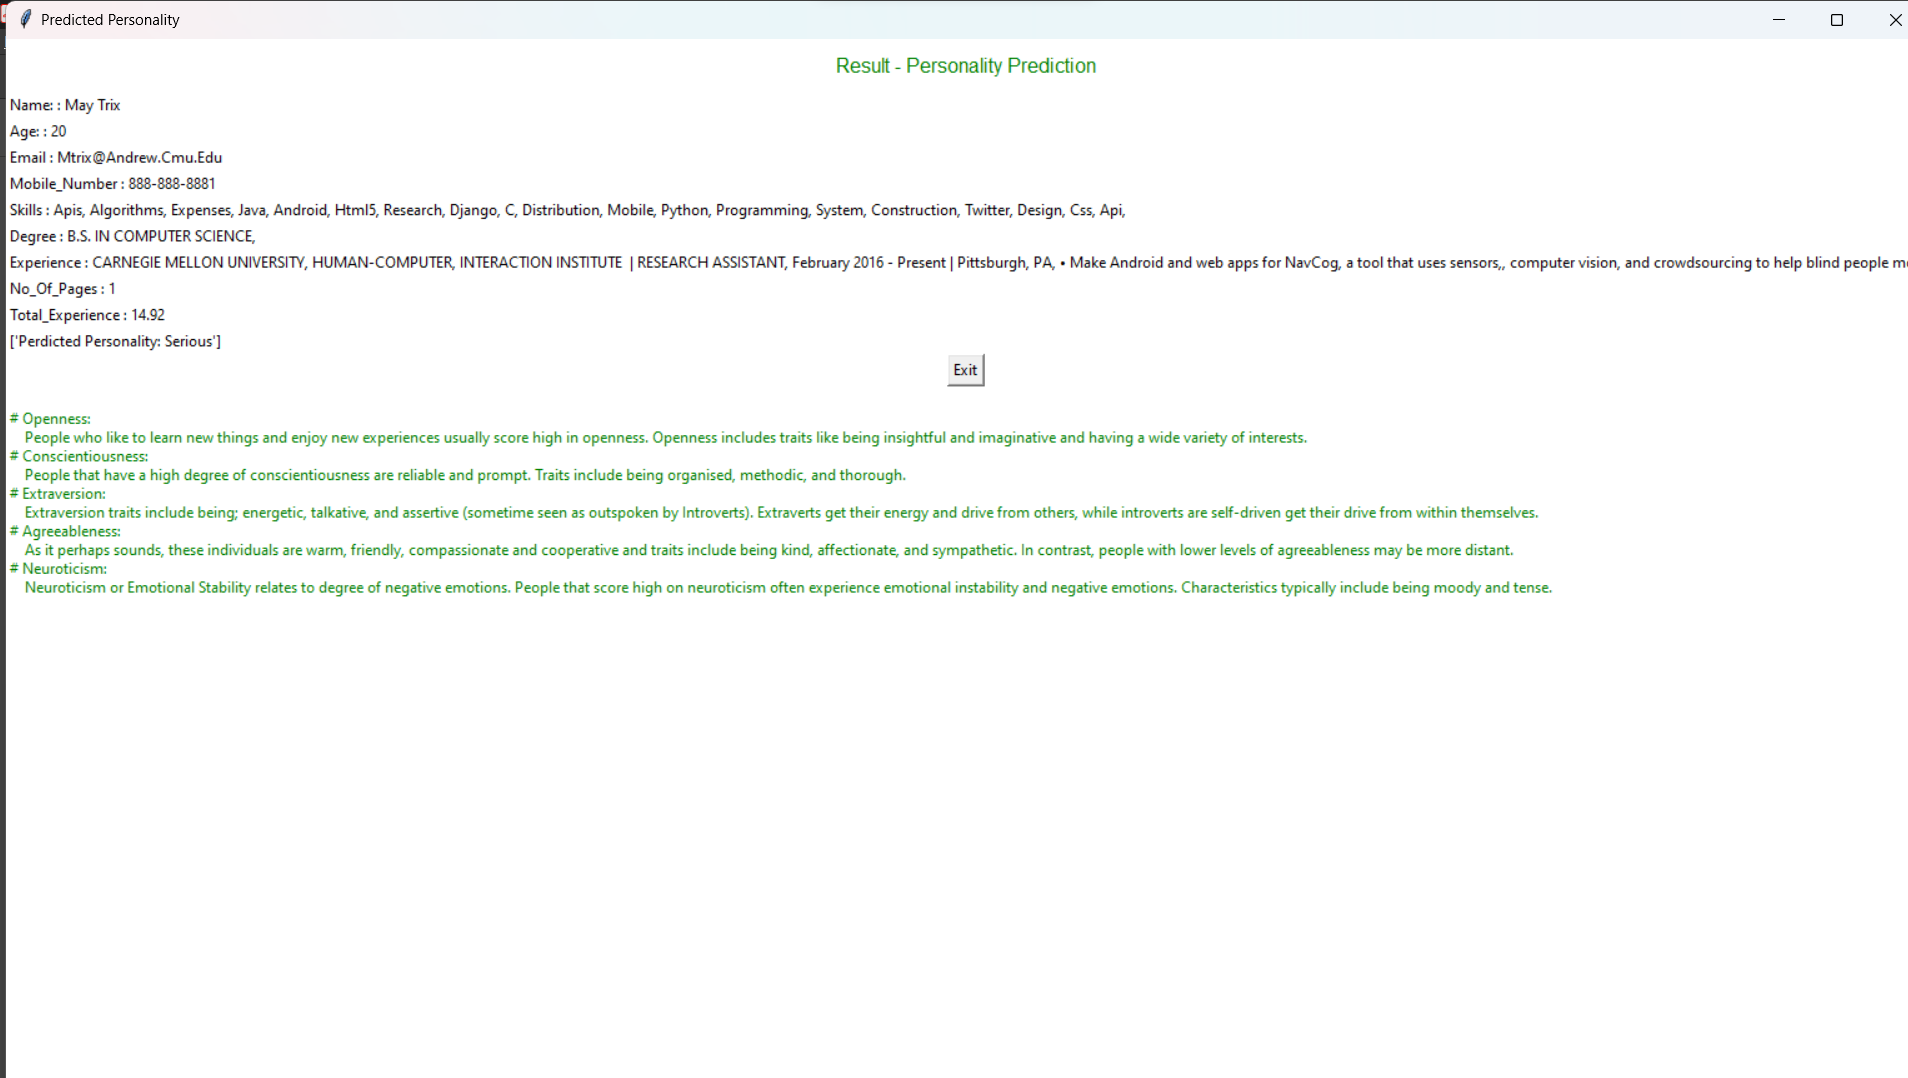 Predicted Personality
Result - Personality Prediction
Name: : May Trix
Age: : 20
Email : Mtrix@Andrew.Cmu.Edu
Mobile_Number : 888-888-8881
Skills : Apis, Algorithms, Expenses, Java, Android, Html5, Research, Django, C, Distribution, Mobile, Python, Programming, System, Construction, Twitter, Design, Css, Api,
Degree : B.S. IN COMPUTER SCIENCE,
Experience : CARNEGIE MELLON UNIVERSITY, HUMAN-COMPUTER, INTERACTION INSTITUTE | RESEARCH ASSISTANT, February 2016 - Present | Pittsburgh, PA, • Make Android and web apps for NavCog, a tool that uses sensors,, computer vision, and crowdsourcing to help blind people
No_Of_Pages : 1
Total_Experience : 14.92
['Perdicted Personality: Serious']
Exit
# Openness:
People who like to learn new things and enjoy new experiences usually score high in openness. Openness includes traits like being insightful and imaginative and having a wide variety of interests.
# Conscientiousness:
People that have a high degree of conscientiousness are reliable and prompt. Traits include being organised, methodic, and thorough.
# Extraversion:
Extraversion traits include being; energetic, talkative, and assertive (sometime seen as outspoken by Introverts). Extraverts get their energy and drive from others, while introverts are self-driven get their drive from within themselves.
# Agreeableness:
As it perhaps sounds, these individuals are warm, friendly, compassionate and cooperative and traits include being kind, affectionate, and sympathetic. In contrast, people with lower levels of agreeableness may be more distant.
# Neuroticism:
Neuroticism or Emotional Stability relates to degree of negative emotions. People that score high on neuroticism often experience emotional instability and negative emotions. Characteristics typically include being moody and tense.